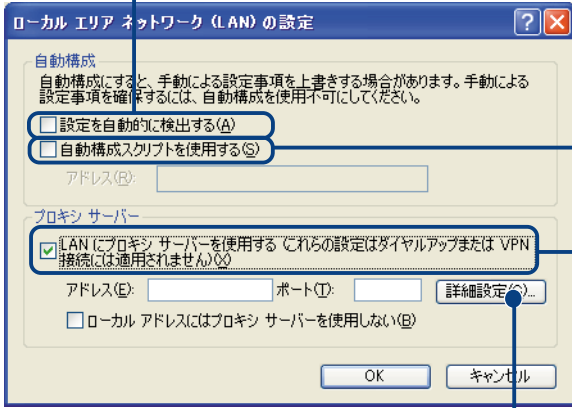 ローカル エリア ネットワーク (LAN) の設定
自動構成
自動構成にすると、手動による設定事項を上書きする場合があります。手動による
設定事項を確保するには、自動構成を使用不可にしてください。
設定を自動的に検出する(A)
自動構成スクリプトを使用する(S)
アドレス(R):
プロキシ サーバー
LAN にプロキシ サーバーを使用する (これらの設定はダイヤルアップまたは VPN
接続には適用されません)(X)
アドレス(E): ポート(T): 詳細設定(C)...
ローカル アドレスにはプロキシ サーバーを使用しない(B)
OK キャンセル